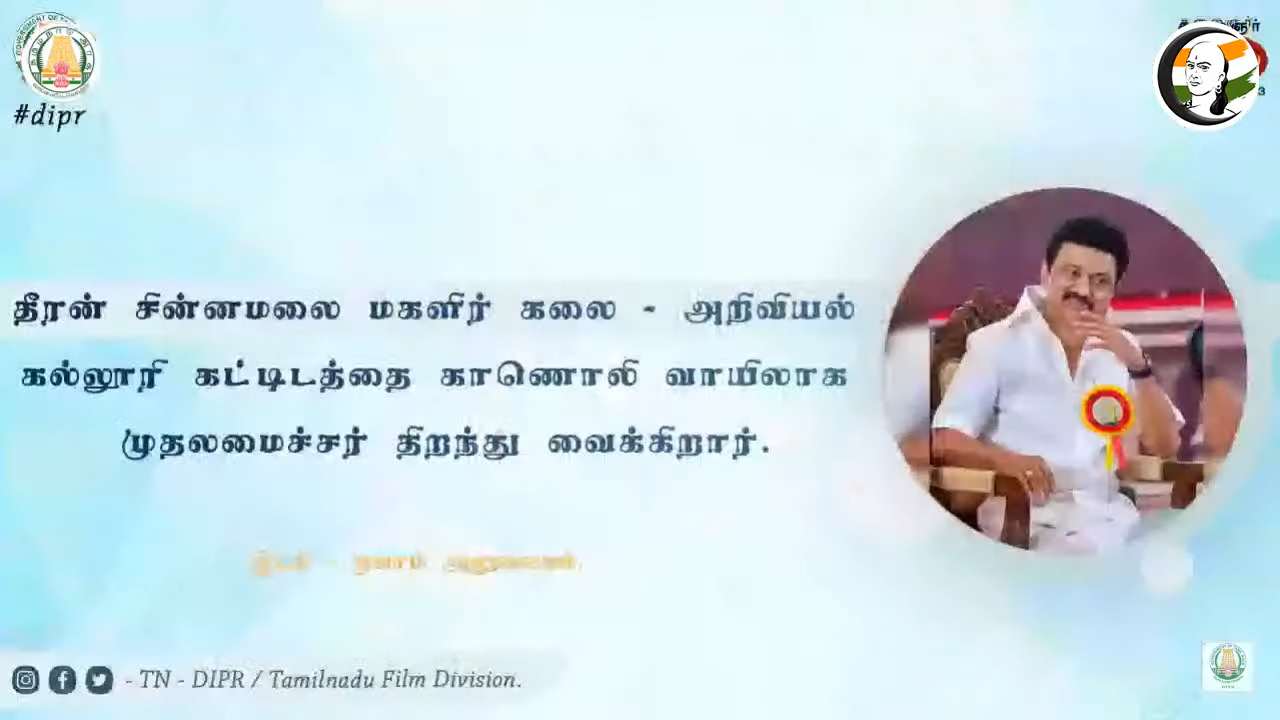 #dipr
தீரன் சின்னமலை மகளிர் கலை - அறிவியல்
கல்லூரி கட்டிடத்தை காணொலி வாயிலாக
முதலமைச்சர் திறந்து வைக்கிறார்.
- TN - DIPR / Tamilnadu Film Division.